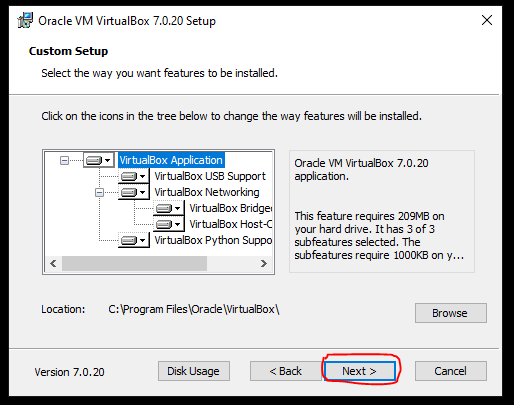 Oracle VM VirtualBox 7.0.20 Setup
Custom Setup
Select the way you want features to be installed.
Click on the icons in the tree below to change the way features will be installed.
VirtualBox Application
VirtualBox USB Support
VirtualBox Networking
VirtualBox Bridge
VirtualBox Host-C
VirtualBox Python Suppo
Oracle VM VirtualBox 7.0.20
application.
This feature requires 209MB on
your hard drive. It has 3 of 3
subfeatures selected. The
subfeatures require 1000KB on y...
Location: C:\Program Files\Oracle\VirtualBox\
Browse
Version 7.0.20
Disk Usage
< Back
Next >
Cancel